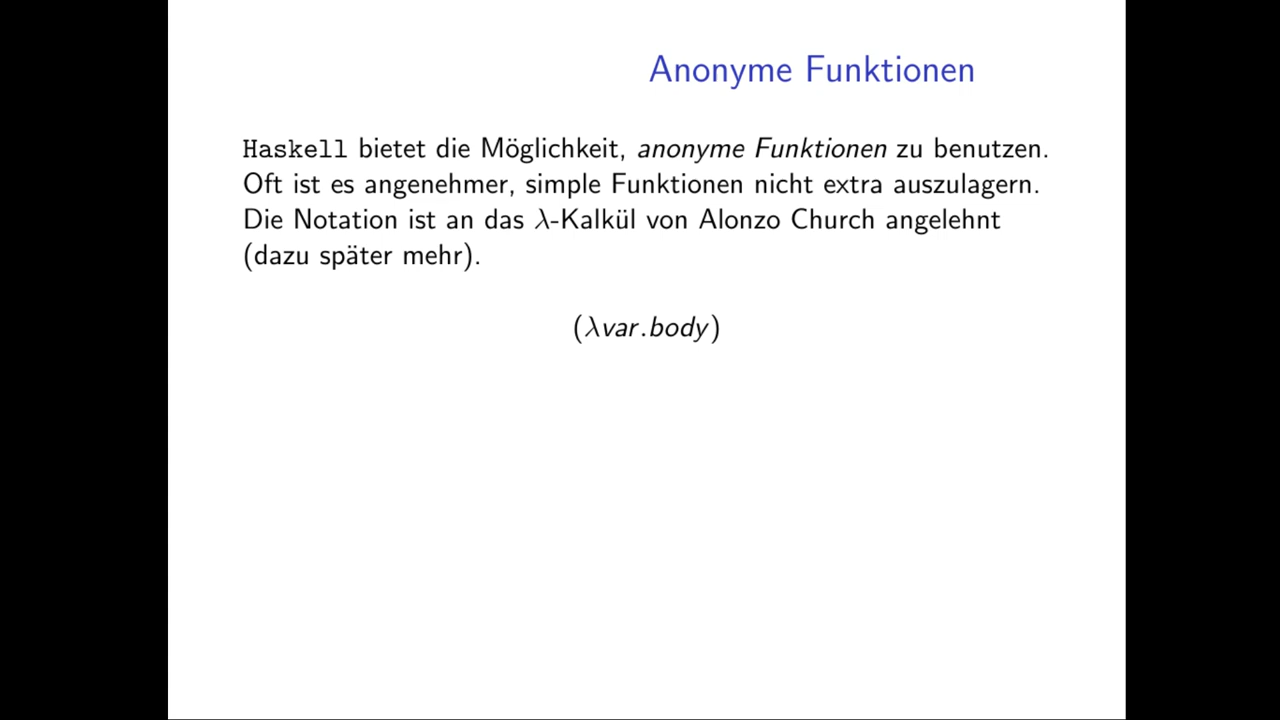 Anonyme Funktionen
Haskell bietet die Möglichkeit, anonyme Funktionen zu benutzen.
Oft ist es angenehmer, simple Funktionen nicht extra auszulagern.
Die Notation ist an das λ-Kalkül von Alonzo Church angelehnt
(dazu später mehr).
(λvar.body)